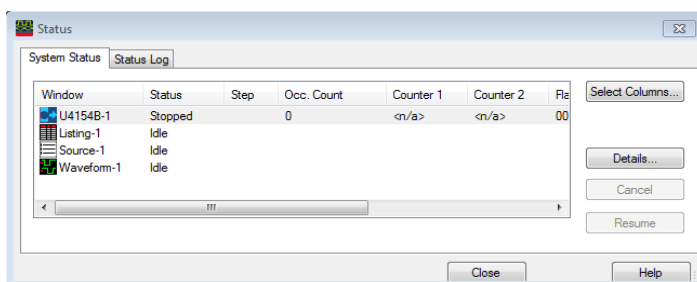 Status
System Status Status Log
Window Status Step Occ. Count Counter 1 Counter 2 Fla
U4154B-1 Stopped 0 <n/a> <n/a> 00
Listing-1 Idle
Source-1 Idle
Waveform-1 Idle
Select Columns...
Details...
Cancel
Resume
Close Help